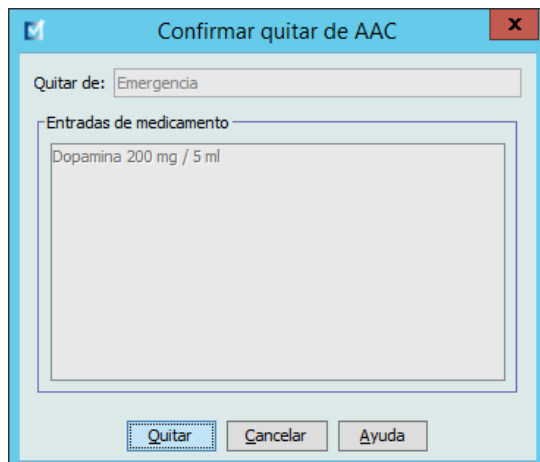 Confirmar quitar de AAC
x
Quitar de: Emergencia
Entradas de medicamento
Dopamina 200 mg / 5 ml
Quitar Cancelar Ayuda